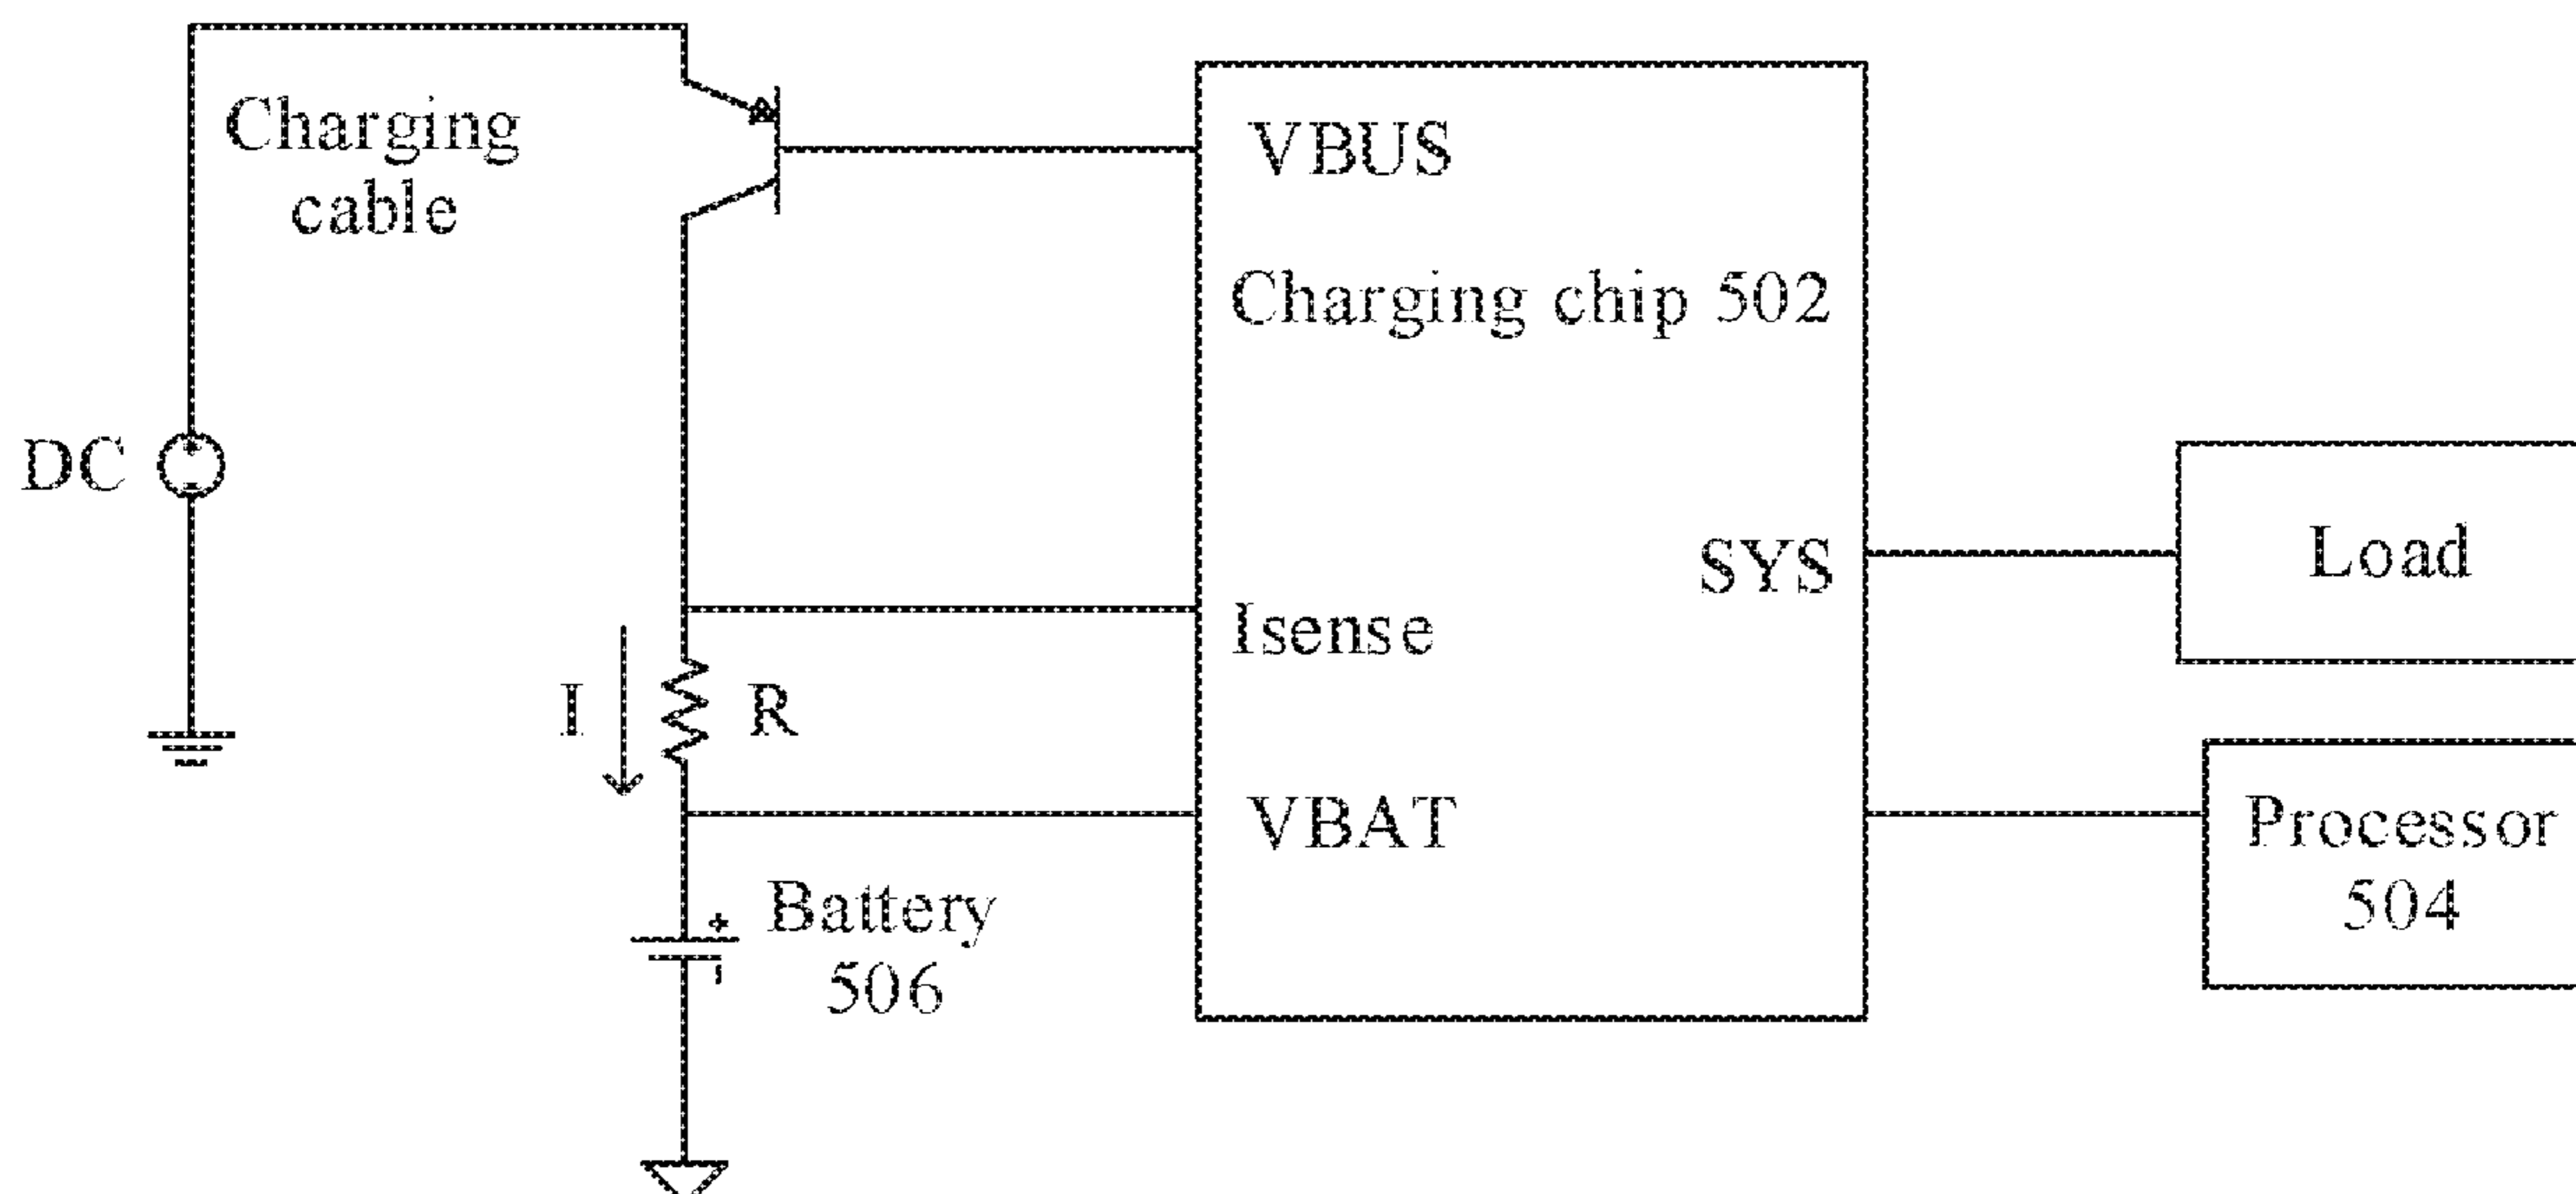 Charging
cable
VBUS
Charging chip 502
DC
SYS
Load
Isense
I
R
VBAT
Processor
504
Battery
506